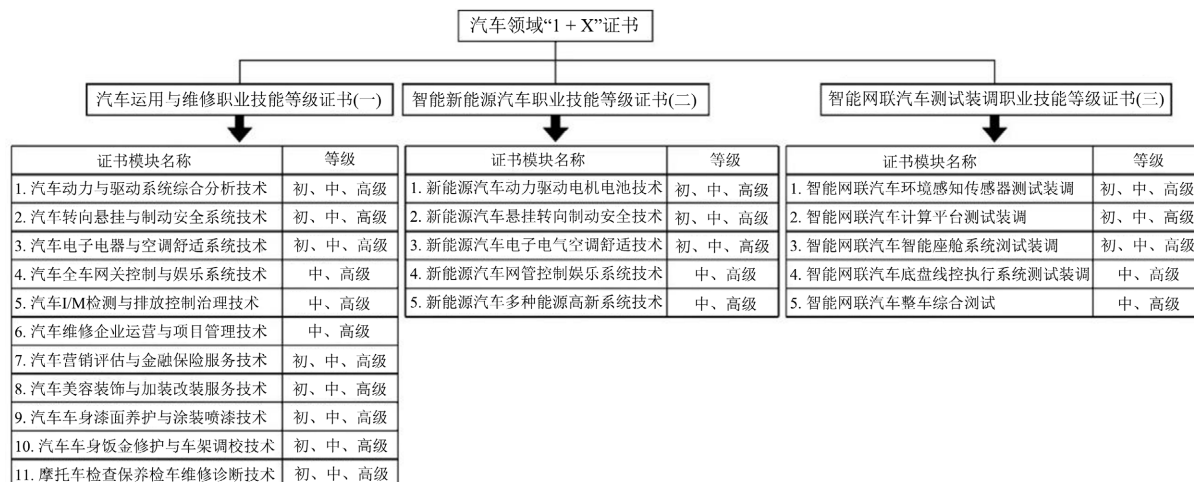 汽车领域“1 + X”证书
汽车运用与维修职业技能等级证书(一)
证书模块名称 等级
1. 汽车动力与驱动系统综合分析技术 初、中、高级
2. 汽车转向悬挂与制动安全系统技术 初、中、高级
3. 汽车电子电器与空调舒适系统技术 初、中、高级
4. 汽车全车网关控制与娱乐系统技术 中、高级
5. 汽车I/M检测与排放控制治理技术 中、高级
6. 汽车维修企业运营与项目管理技术 中、高级
7. 汽车营销评估与金融保险服务技术 初、中、高级
8. 汽车美容装饰与加装改装服务技术 初、中、高级
9. 汽车车身漆面养护与涂装喷漆技术 初、中、高级
10. 汽车车身饭金修护与车架调校技术 初、中、高级
11. 摩托车检查保养检车维修诊断技术 初、中、高级
智能新能源汽车职业技能等级证书(二)
证书模块名称 等级
1. 新能源汽车动力驱动电机电池技术 初、中、高级
2. 新能源汽车悬挂转向制动安全技术 初、中、高级
3. 新能源汽车电子电气空调舒适技术 初、中、高级
4. 新能源汽车网管控制娱乐系统技术 中、高级
5. 新能源汽车多种能源高新系统技术 中、高级
智能网联汽车测试装调职业技能等级证书(三)
证书模块名称 等级
1. 智能网联汽车环境感知传感器测试装调 初、中、高级
2. 智能网联汽车计算平台测试装调 初、中、高级
3 智能网联汽车智能座舱系统浏试装调 初、中、高级
4. 智能网联汽车底盘线控执行系统测试装调 中、高级
5. 智能网联汽车整车综合浏试 中、高级